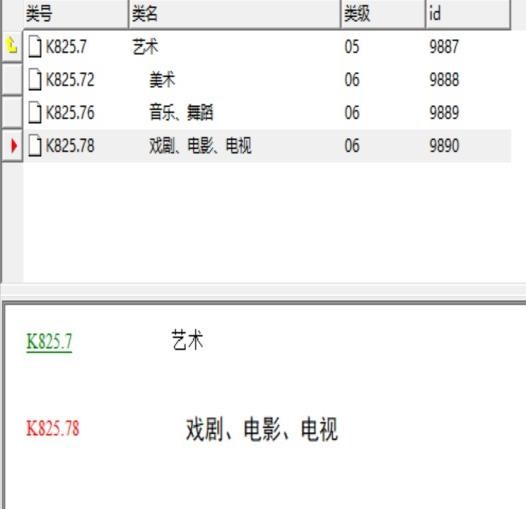 类号 类名 类级 id
K825.7 艺术 05 9887
K825.72 美术 06 9888
K825.76 音乐、舞蹈 06 9889
K825.78 戏剧、电影、电视 06 9890
K825.7 艺术
K825.78 戏剧、电影、电视